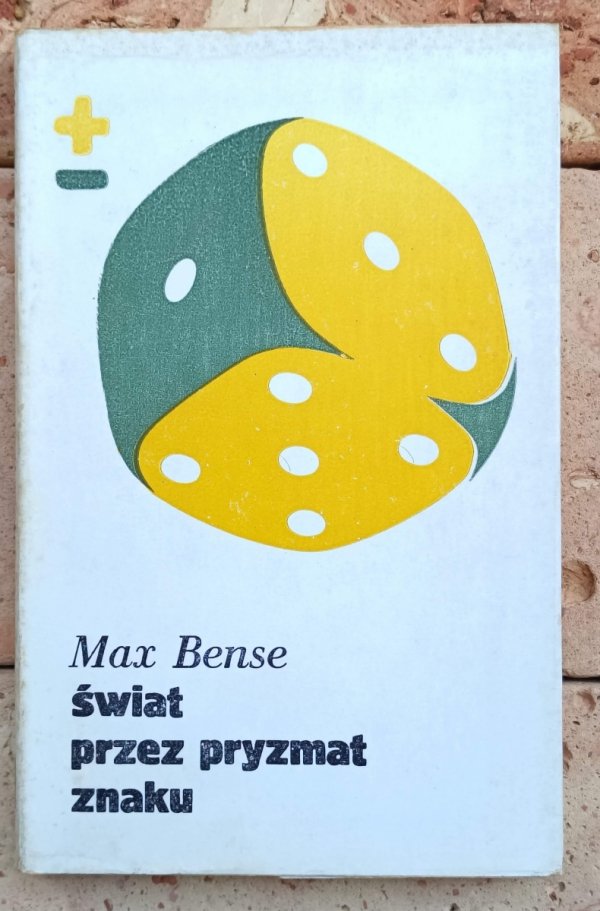 Max Bense
świat
przez pryzmat
znaku